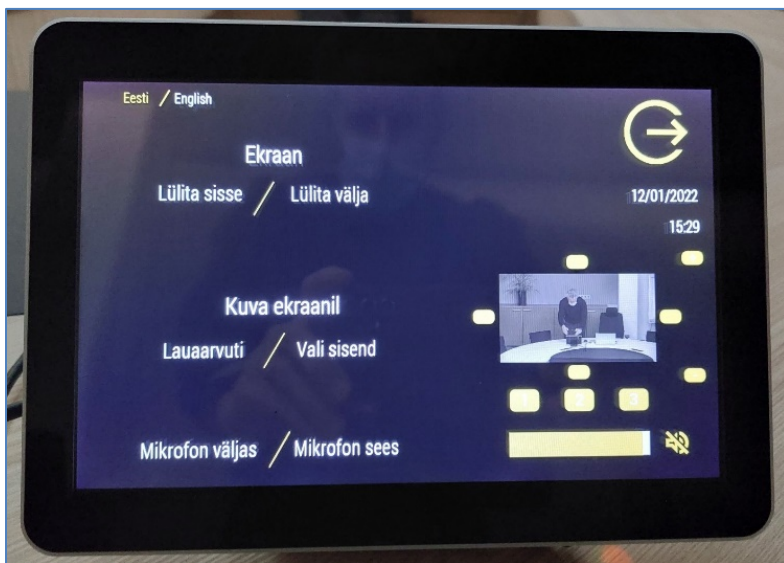 Eesti / English
Ekraan
Lülita sisse / Lülita välja
12/01/2022
15:29
Kuva ekraanil
Lauaarvuti / Vali sisend
1 2 3
Mikrofon väljas / Mikrofon sees